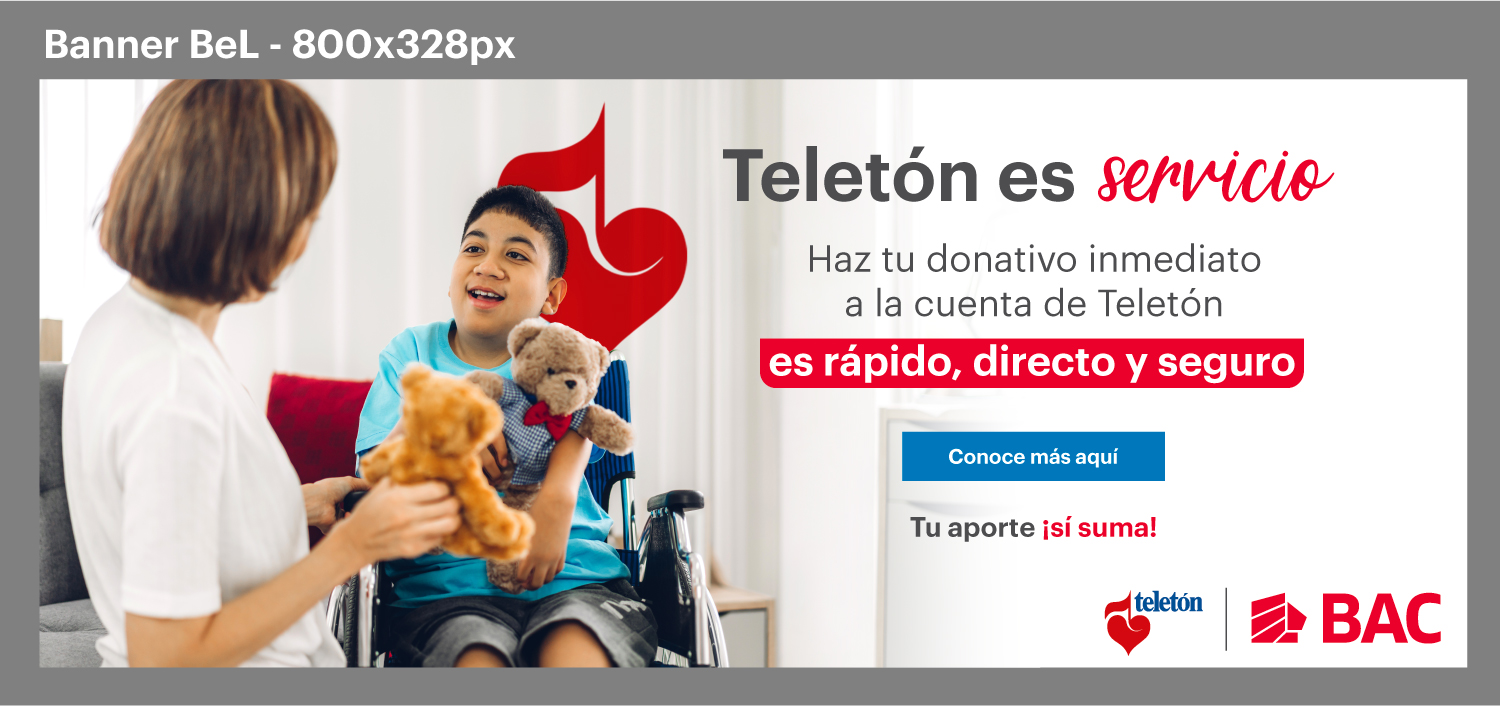 Banner BeL - 800x328px
Teletón es servicio
Haz tu donativo inmediato
a la cuenta de Teletón
es rápido, directo y seguro
Conoce más aquí
Tu aporte ¡sí suma!
teletón
BAC